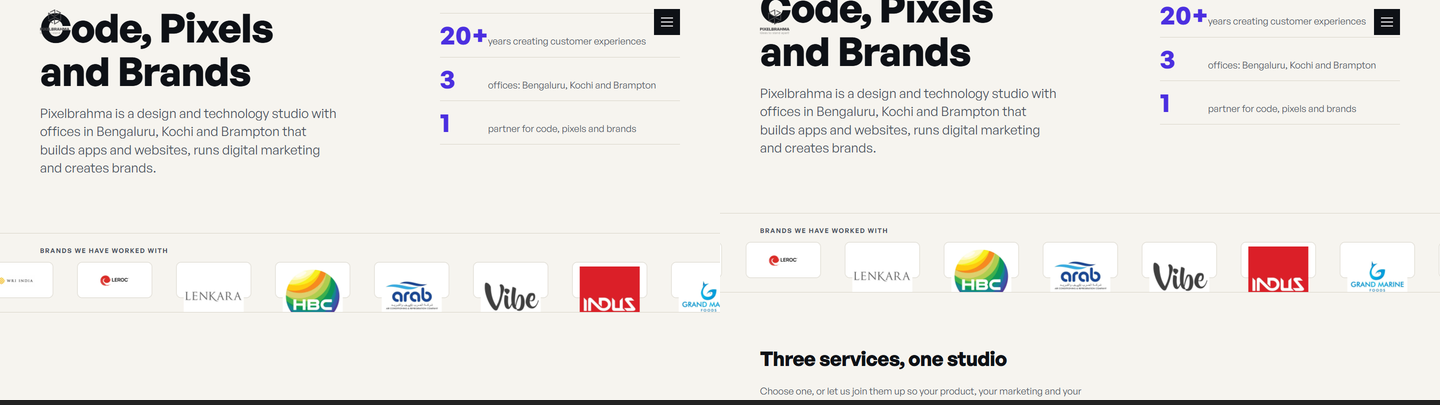 Code, Pixels
and Brands
PIXELBRAHMA
Pixelbrahma is a design and technology studio with
offices in Bengaluru, Kochi and Brampton that
builds apps and websites, runs digital marketing
and creates brands.
20+ years creating customer experiences
3 offices: Bengaluru, Kochi and Brampton
1 partner for code, pixels and brands
BRANDS WE HAVE WORKED WITH
WRI INDIA
LEROC
LENKARA
HBC
arab
Vibe
INDUS
GRAND MA
FOODS
Code, Pixels
and Brands
PIXELBRAHMA
Pixelbrahma is a design and technology studio with
offices in Bengaluru, Kochi and Brampton that
builds apps and websites, runs digital marketing
and creates brands.
20+ years creating customer experiences
3 offices: Bengaluru, Kochi and Brampton
1 partner for code, pixels and brands
BRANDS WE HAVE WORKED WITH
LEROC
LENKARA
HBC
arab
Vibe
INDUS
GRAND MARINE
FOODS
Three services, one studio
Choose one, or let us join them up so your product, your marketing and your